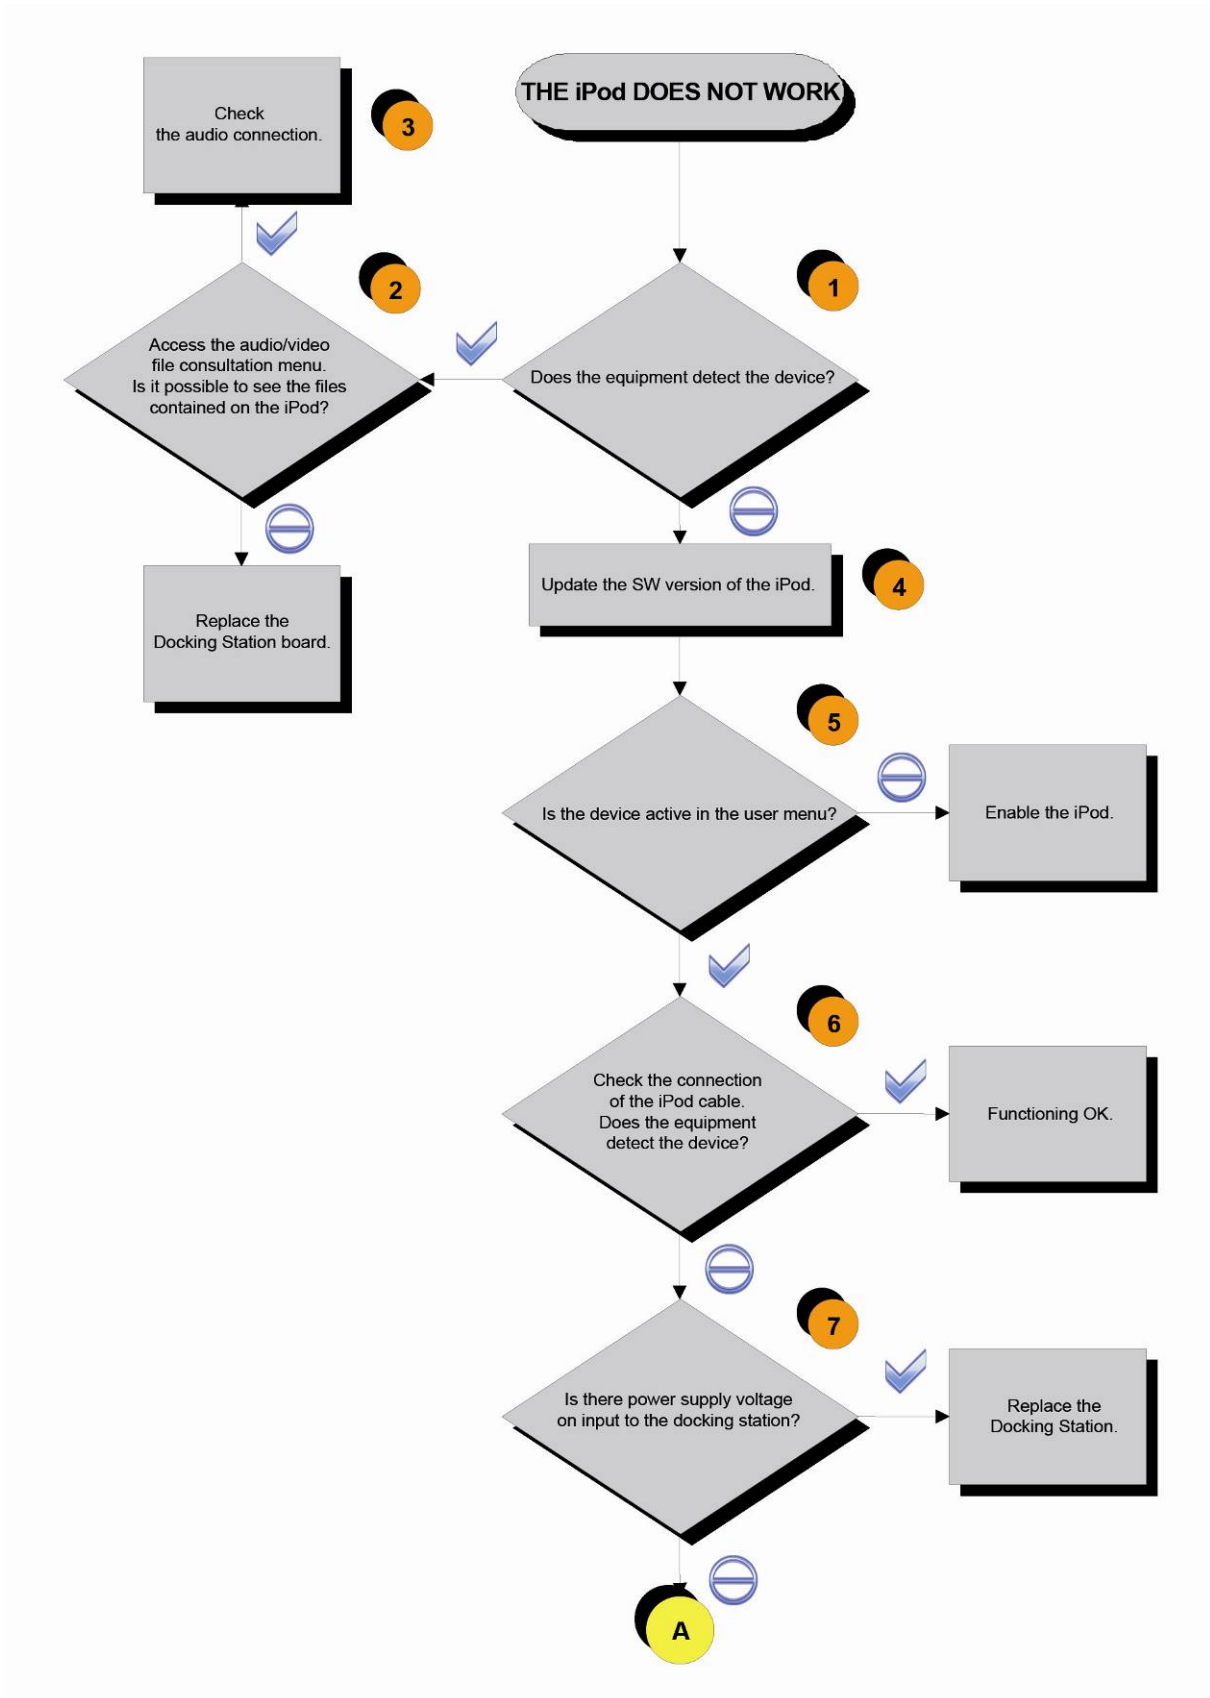 THE iPod DOES NOT WORK
Check
the audio connection.
3
1
2
Access the audio/video
file consultation menu.
Is it possible to see the files
contained on the iPod?
Does the equipment detect the device?
Update the SW version of the iPod.
4
Replace the
Docking Station board.
5
Is the device active in the user menu?
Enable the iPod.
6
Check the connection
of the iPod cable.
Does the equipment
detect the device?
Functioning OK.
7
Is there power supply voltage
on input to the docking station?
Replace the
Docking Station.
A